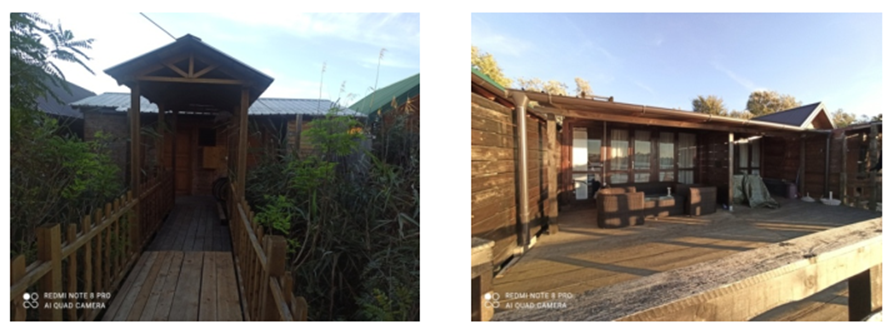 REDMI NOTE 8 PRO
AI QUAD CAMERA
REDMI NOTE 8 PRO
AI QUAD CAMERA